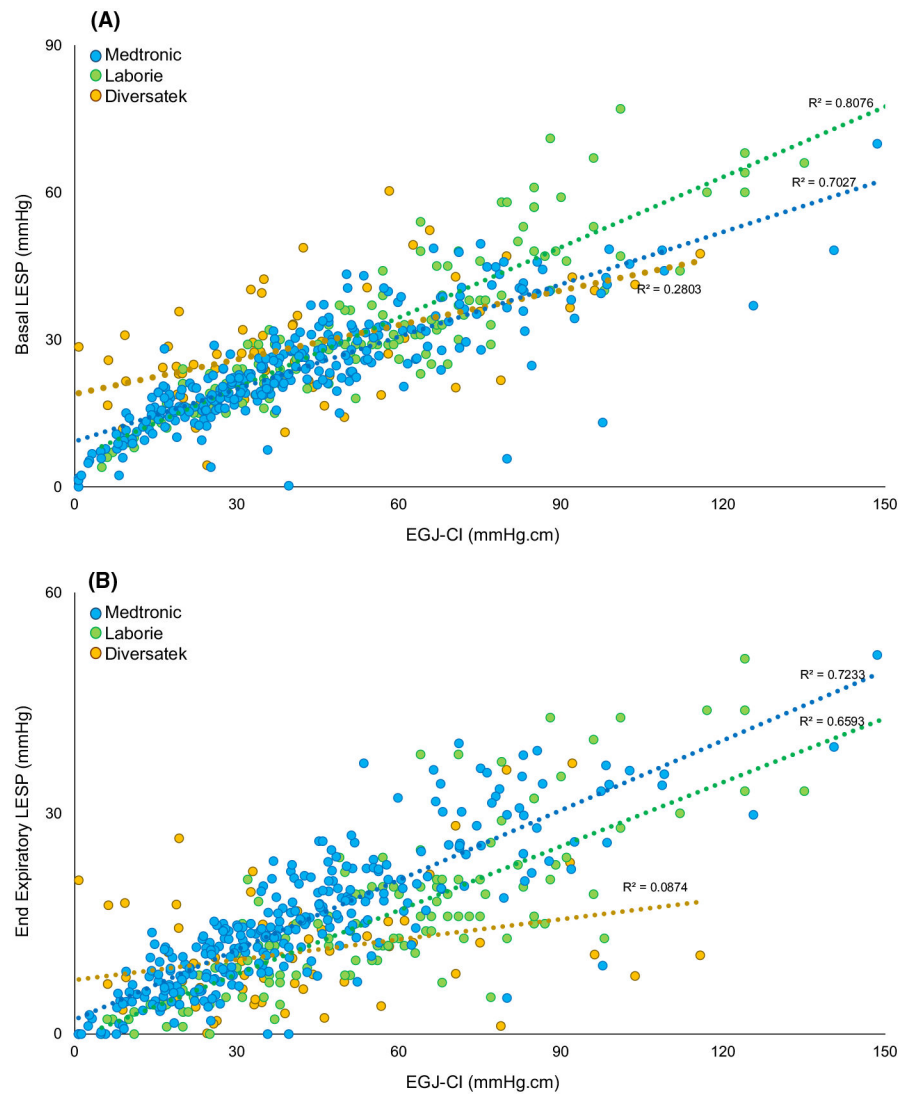 (A)
90
Medtronic
Laborie
Diversatek
R² = 0.8076
60
R² = 0.7027
Basal LESP (mmHg)
30
R² = 0.2803
0
0 30 60 90 120 150
EGJ-CI (mmHg.cm)
(B)
60
Medtronic
Laborie
Diversatek
R² = 0.7233
R² = 0.6593
End Expiratory LESP (mmHg)
30
R² = 0.0874
0
0 30 60 90 120 150
EGJ-CI (mmHg.cm)